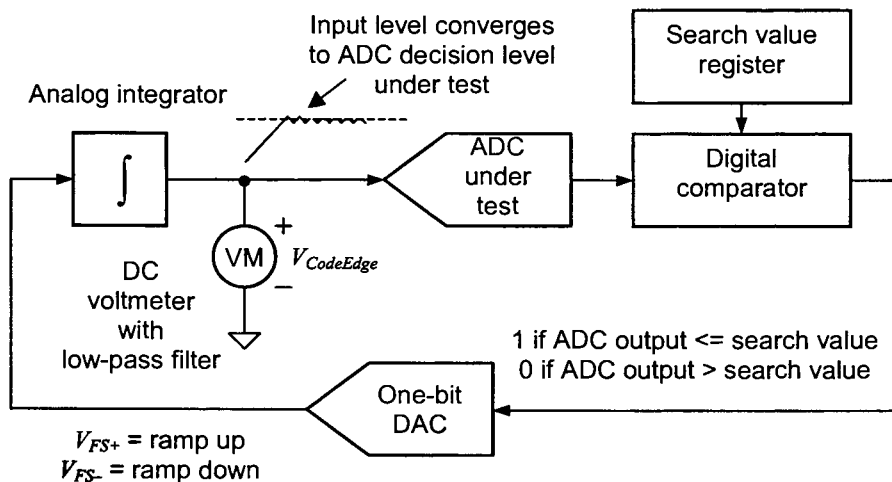 Input level converges
to ADC decision level
under test
Search value
register
Analog integrator
∫
ADC
under
test
Digital
comparator
VM
+
−
V_CodeEdge
DC
voltmeter
with
low-pass filter
1 if ADC output <= search value
0 if ADC output > search value
One-bit
DAC
V_FS+ = ramp up
V_FS− = ramp down